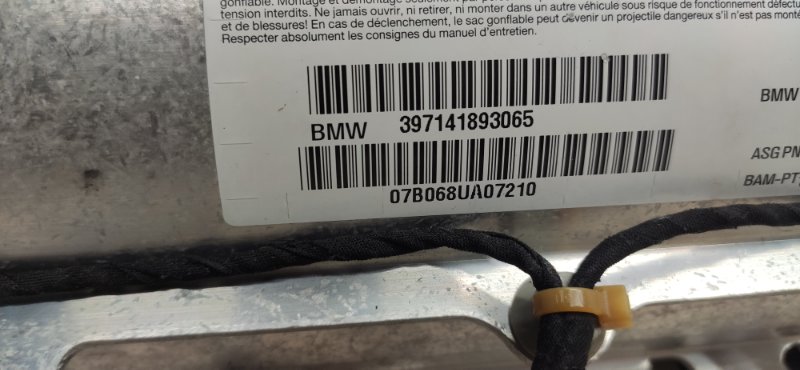 gonflable. Montage et démontage seulement par
tension interdits. Ne jamais ouvrir, ni retirer, ni monter dans un autre véhicule sous risque de fonctionnement défectu
et de blessures! En cas de déclenchement, le sac gonflable peut devenir un projectile dangereux s'il n'est pas monté
Respecter absolument les consignes du manuel d'entretien.
BMW
BMW 397141893065
ASG PN
BAM-PT
07B068UA07210